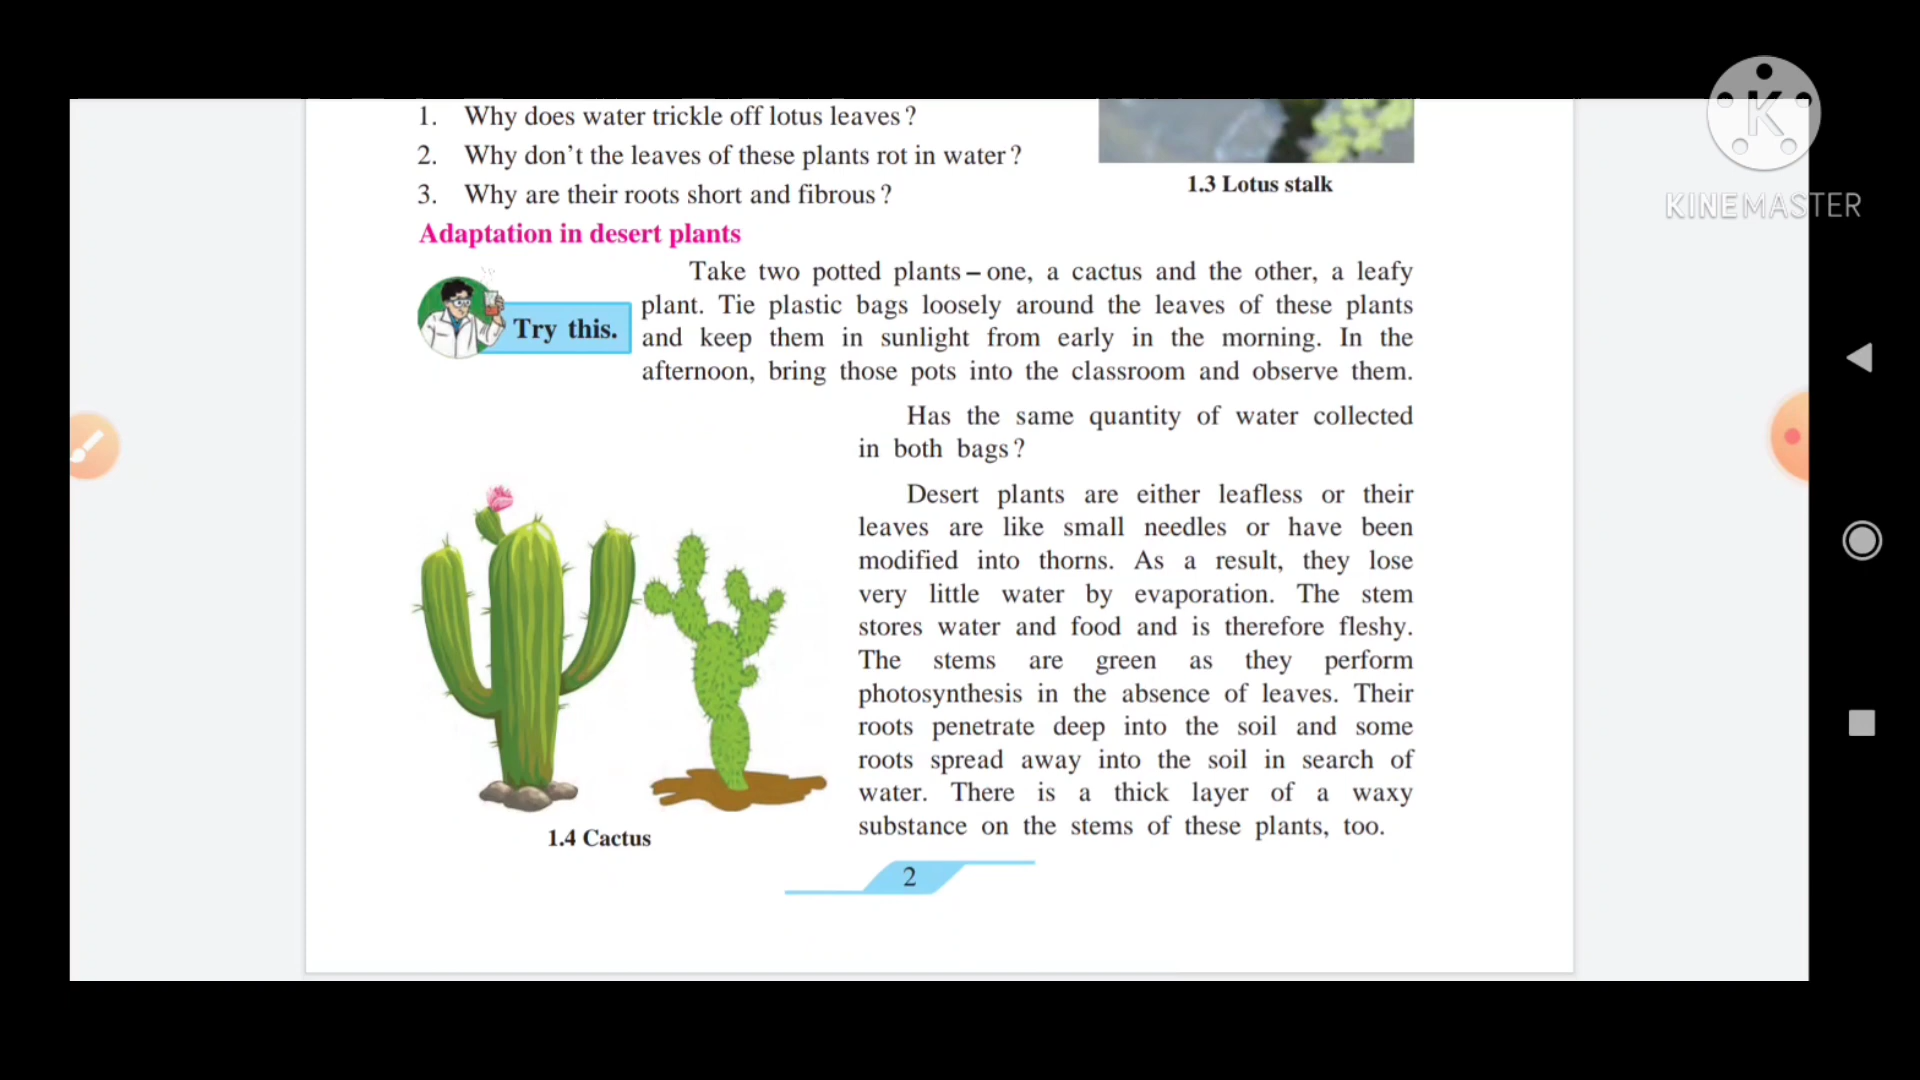 1. Why does water trickle off lotus leaves?
2. Why don't the leaves of these plants rot in water?
3. Why are their roots short and fibrous?
1.3 Lotus stalk
K
KINEMASTER
Adaptation in desert plants
Try this.
Take two potted plants – one, a cactus and the other, a leafy
plant. Tie plastic bags loosely around the leaves of these plants
and keep them in sunlight from early in the morning. In the
afternoon, bring those pots into the classroom and observe them.
Has the same quantity of water collected
in both bags?
Desert plants are either leafless or their
leaves are like small needles or have been
modified into thorns. As a result, they lose
very little water by evaporation. The stem
stores water and food and is therefore fleshy.
The stems are green as they perform
photosynthesis in the absence of leaves. Their
roots penetrate deep into the soil and some
roots spread away into the soil in search of
water. There is a thick layer of a waxy
substance on the stems of these plants, too.
1.4 Cactus
2